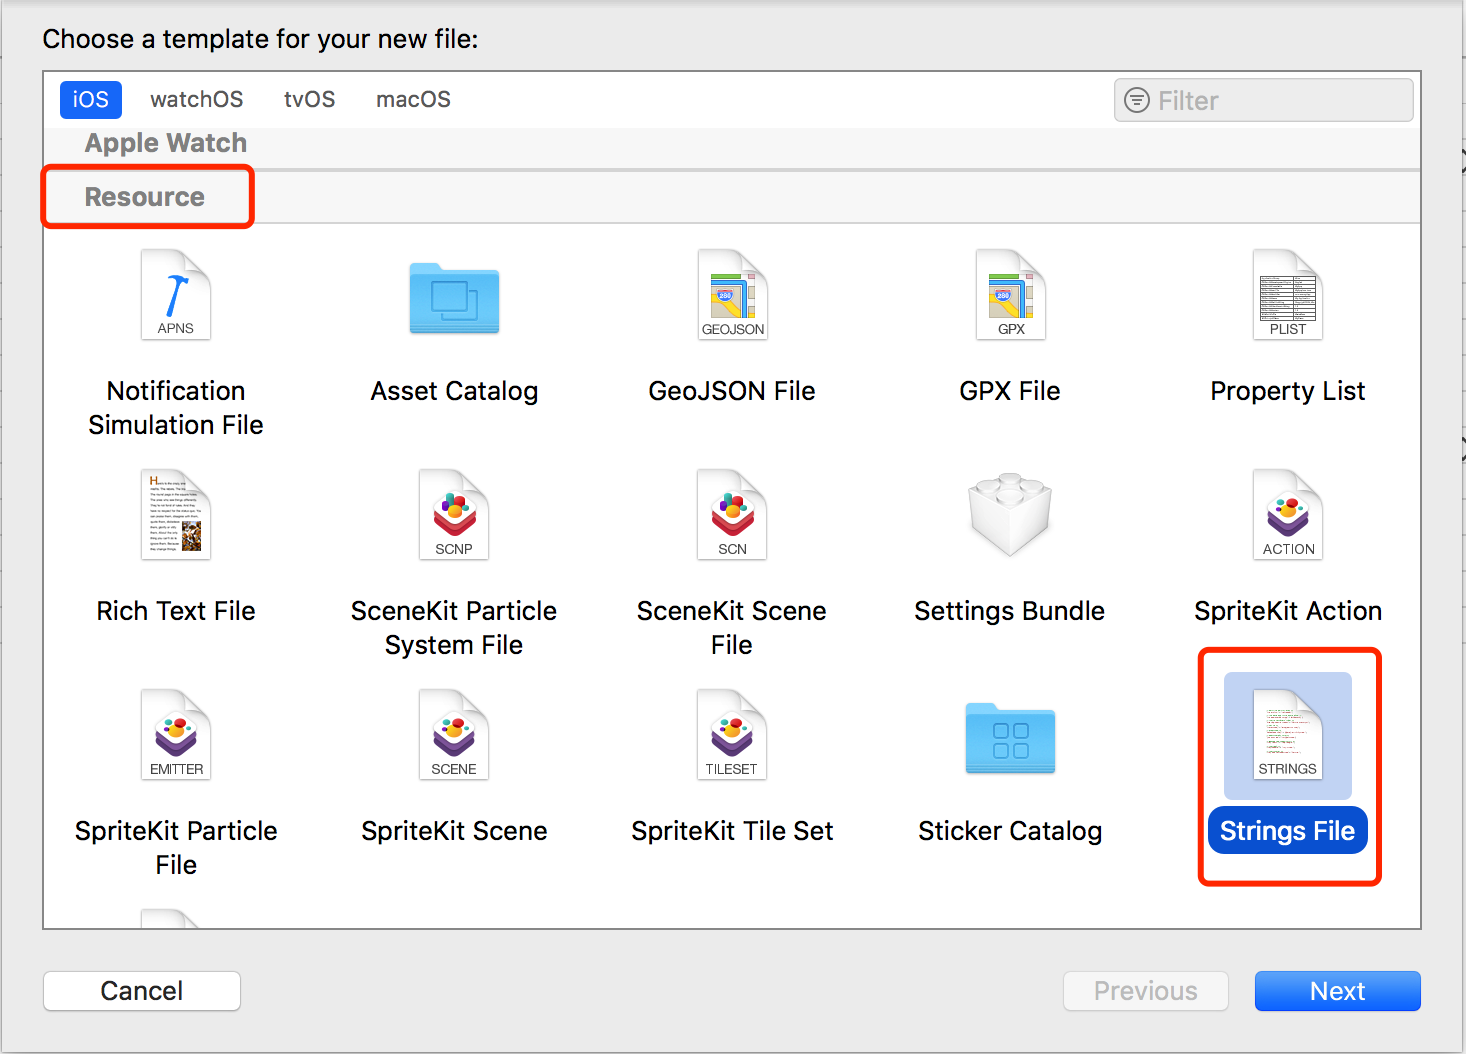 Choose a template for your new file:
iOS watchOS tvOS macOS Filter
Apple Watch
Resource
APNS
GEOJSON
GPX
PLIST
Notification
Simulation File
Asset Catalog
GeoJSON File
GPX File
Property List
SCNP
SCN
ACTION
Rich Text File
SceneKit Particle
System File
SceneKit Scene
File
Settings Bundle
SpriteKit Action
EMITTER
SCENE
TILESET
STRINGS
SpriteKit Particle
File
SpriteKit Scene
SpriteKit Tile Set
Sticker Catalog
Strings File
Cancel
Previous
Next